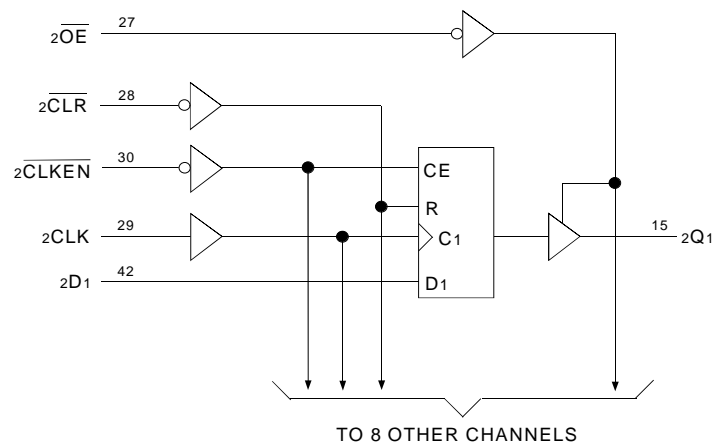 2OE 27
2CLR 28
2CLKEN 30
2CLK 29
2D1 42
CE
R
C1
D1
15 2Q1
TO 8 OTHER CHANNELS